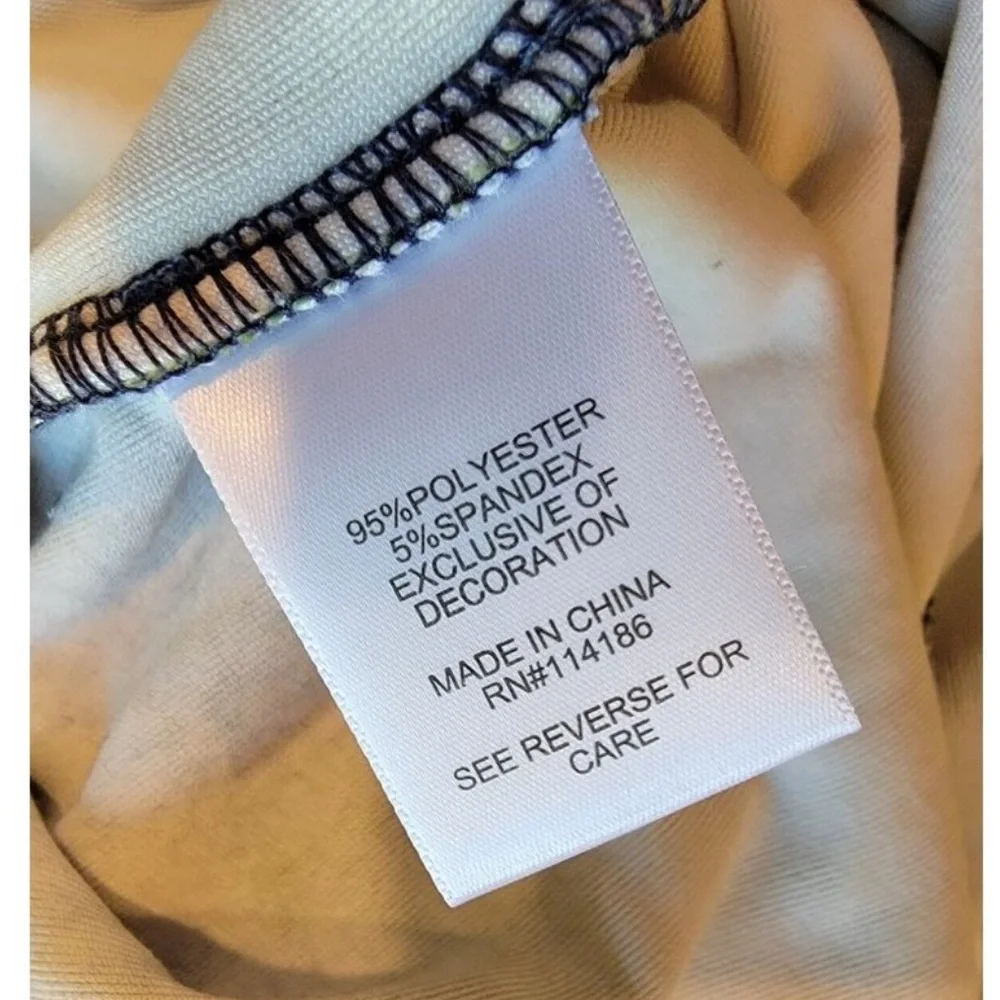 95%POLYESTER
5%SPANDEX
EXCLUSIVE OF
DECORATION
MADE IN CHINA
RN#114186
SEE REVERSE FOR
CARE